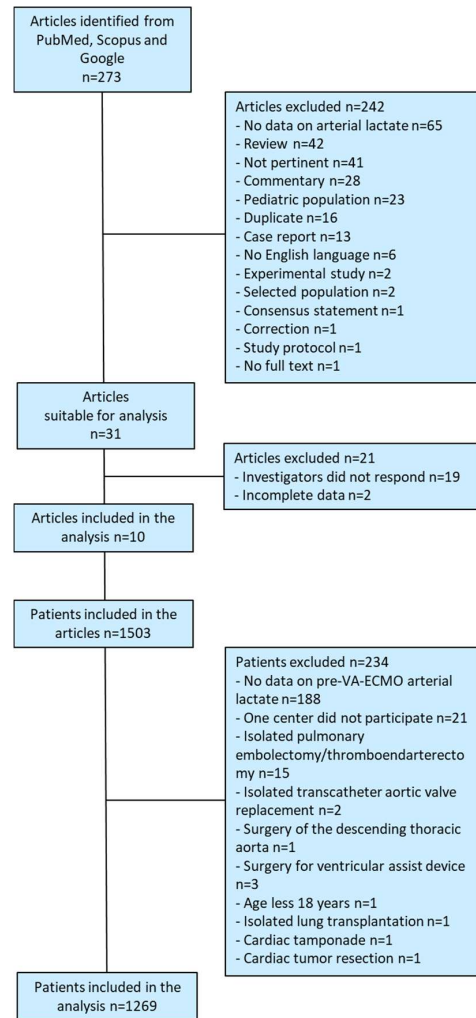 Articles identified from
PubMed, Scopus and
Google
n=273
Articles excluded n=242
- No data on arterial lactate n=65
- Review n=42
- Not pertinent n=41
- Commentary n=28
- Pediatric population n=23
- Duplicate n=16
- Case report n=13
- No English language n=6
- Experimental study n=2
- Selected population n=2
- Consensus statement n=1
- Correction n=1
- Study protocol n=1
- No full text n=1
Articles
suitable for analysis
n=31
Articles excluded n=21
- Investigators did not respond n=19
- Incomplete data n=2
Articles included in the
analysis n=10
Patients included in the
articles n=1503
Patients excluded n=234
- No data on pre-VA-ECMO arterial
lactate n=188
- One center did not participate n=21
- Isolated pulmonary
embolectomy/thromboendarterecto
my n=15
- Isolated transcatheter aortic valve
replacement n=2
- Surgery of the descending thoracic
aorta n=1
- Surgery for ventricular assist device
n=3
- Age less 18 years n=1
- Isolated lung transplantation n=1
- Cardiac tamponade n=1
- Cardiac tumor resection n=1
Patients included in the
analysis n=1269